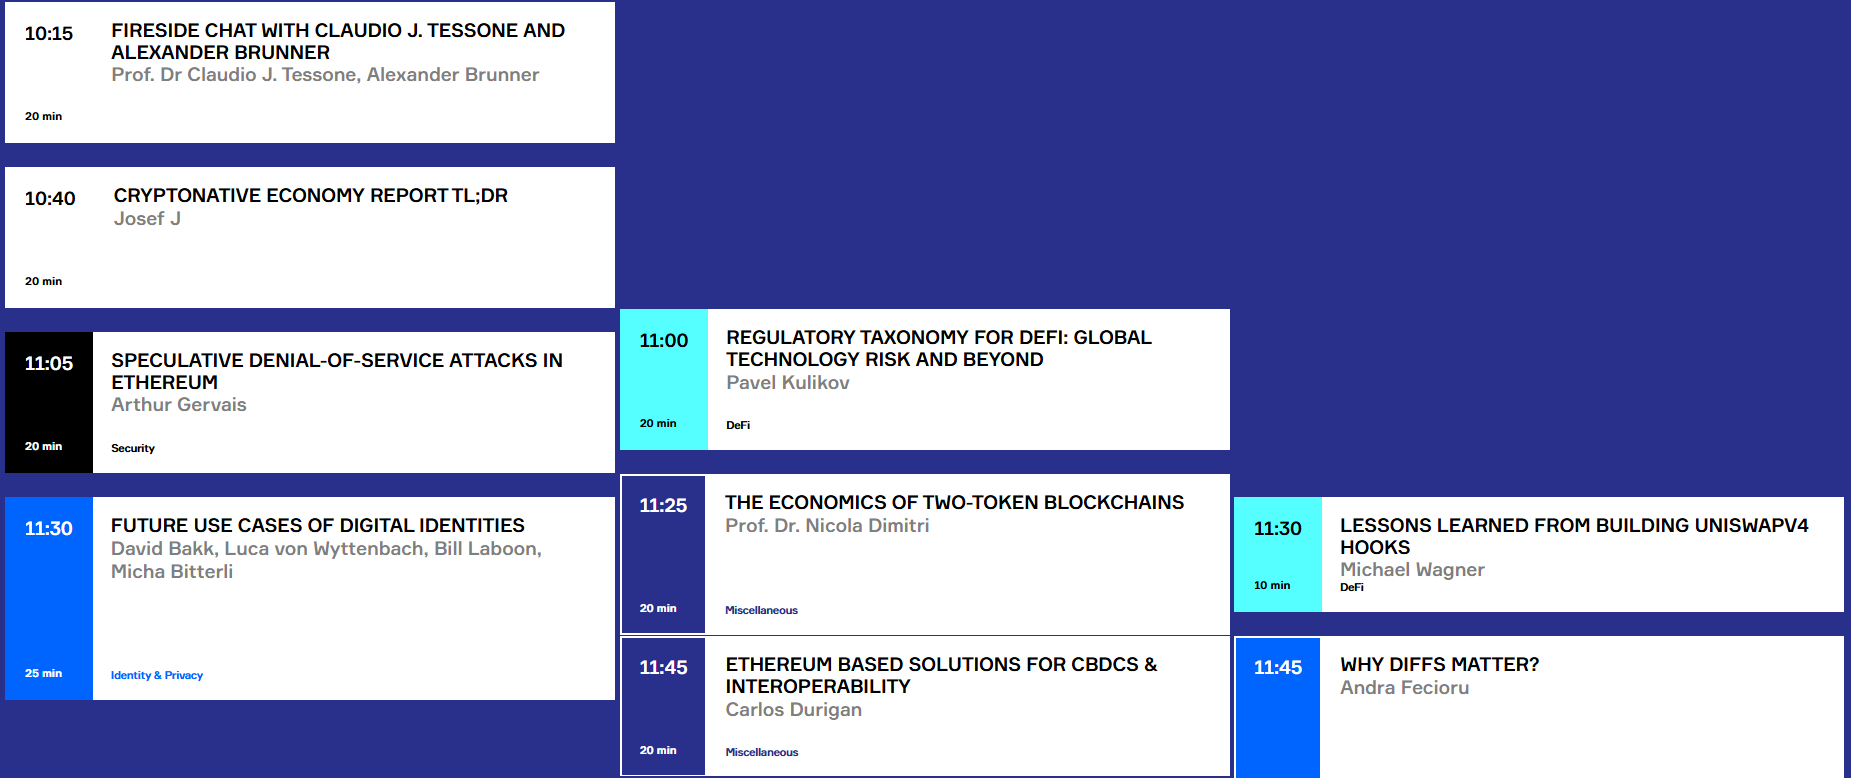 10:15
FIRESIDE CHAT WITH CLAUDIO J. TESSONE AND
ALEXANDER BRUNNER
Prof. Dr Claudio J. Tessone, Alexander Brunner
20 min
10:40
CRYPTONATIVE ECONOMY REPORT TL;DR
Josef J
20 min
11:05
SPECULATIVE DENIAL-OF-SERVICE ATTACKS IN
ETHEREUM
Arthur Gervais
20 min
Security
11:30
FUTURE USE CASES OF DIGITAL IDENTITIES
David Bakk, Luca von Wyttenbach, Bill Laboon,
Micha Bitterli
25 min
Identity & Privacy
11:00
REGULATORY TAXONOMY FOR DEFI: GLOBAL
TECHNOLOGY RISK AND BEYOND
Pavel Kulikov
20 min
DeFi
11:25
THE ECONOMICS OF TWO-TOKEN BLOCKCHAINS
Prof. Dr. Nicola Dimitri
20 min
Miscellaneous
11:45
ETHEREUM BASED SOLUTIONS FOR CBDCS &
INTEROPERABILITY
Carlos Durigan
20 min
Miscellaneous
11:30
LESSONS LEARNED FROM BUILDING UNISWAPV4
HOOKS
Michael Wagner
10 min
DeFi
11:45
WHY DIFFS MATTER?
Andra Fecioru